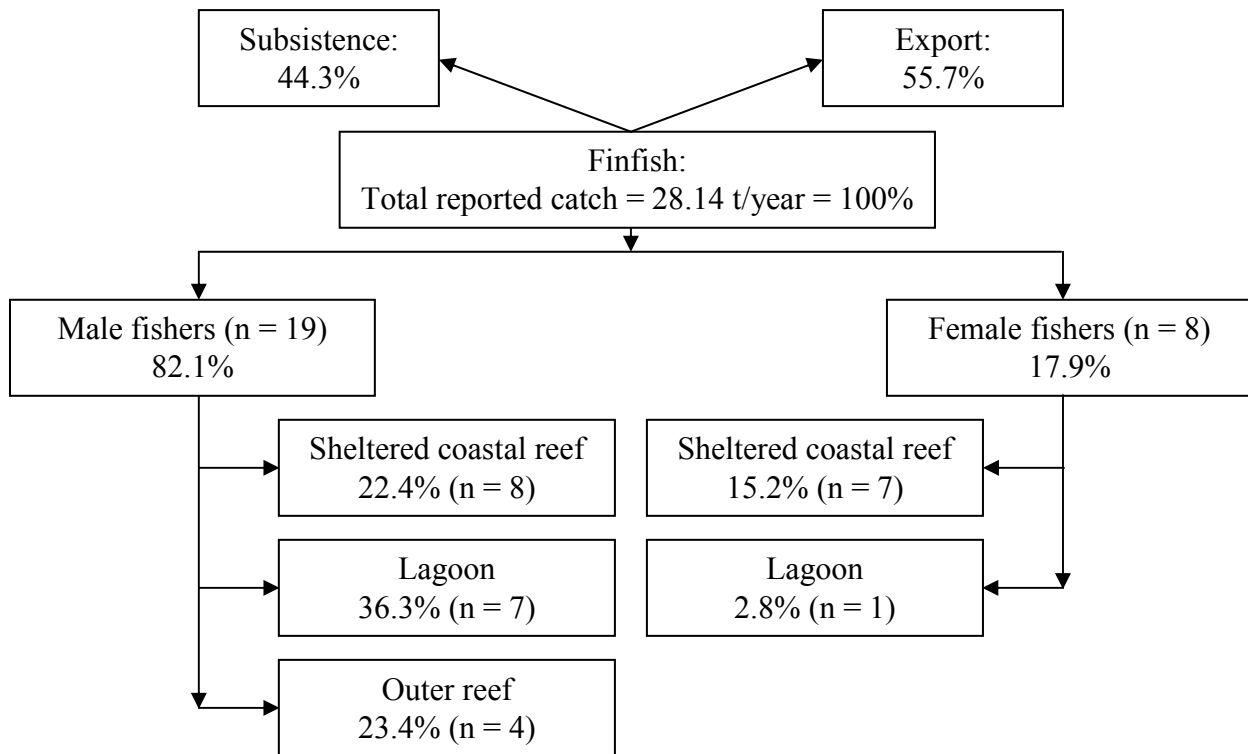 Subsistence:
44.3%
Export:
55.7%
Finfish:
Total reported catch = 28.14 t/year = 100%
Male fishers (n = 19)
82.1%
Female fishers (n = 8)
17.9%
Sheltered coastal reef
22.4% (n = 8)
Sheltered coastal reef
15.2% (n = 7)
Lagoon
36.3% (n = 7)
Lagoon
2.8% (n = 1)
Outer reef
23.4% (n = 4)